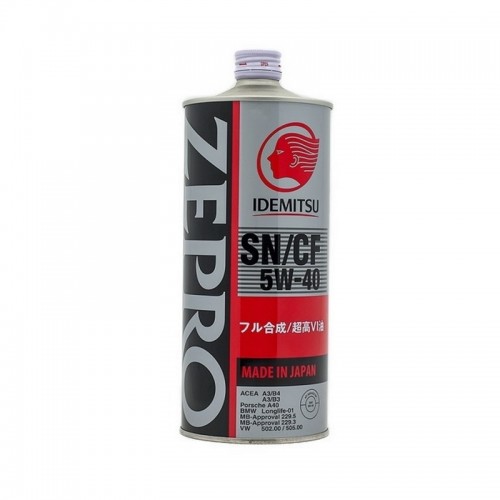 ZEPRO
IDEMITSU
SN/CF
5W-40
フル合成/超高VI油
MADE IN JAPAN
ACEA A3/B4
A3/B3
Porsche A40
BMW Longlife-01
MB-Approval 229.5
MB-Approval 229.3
VW 502.00 / 505.00